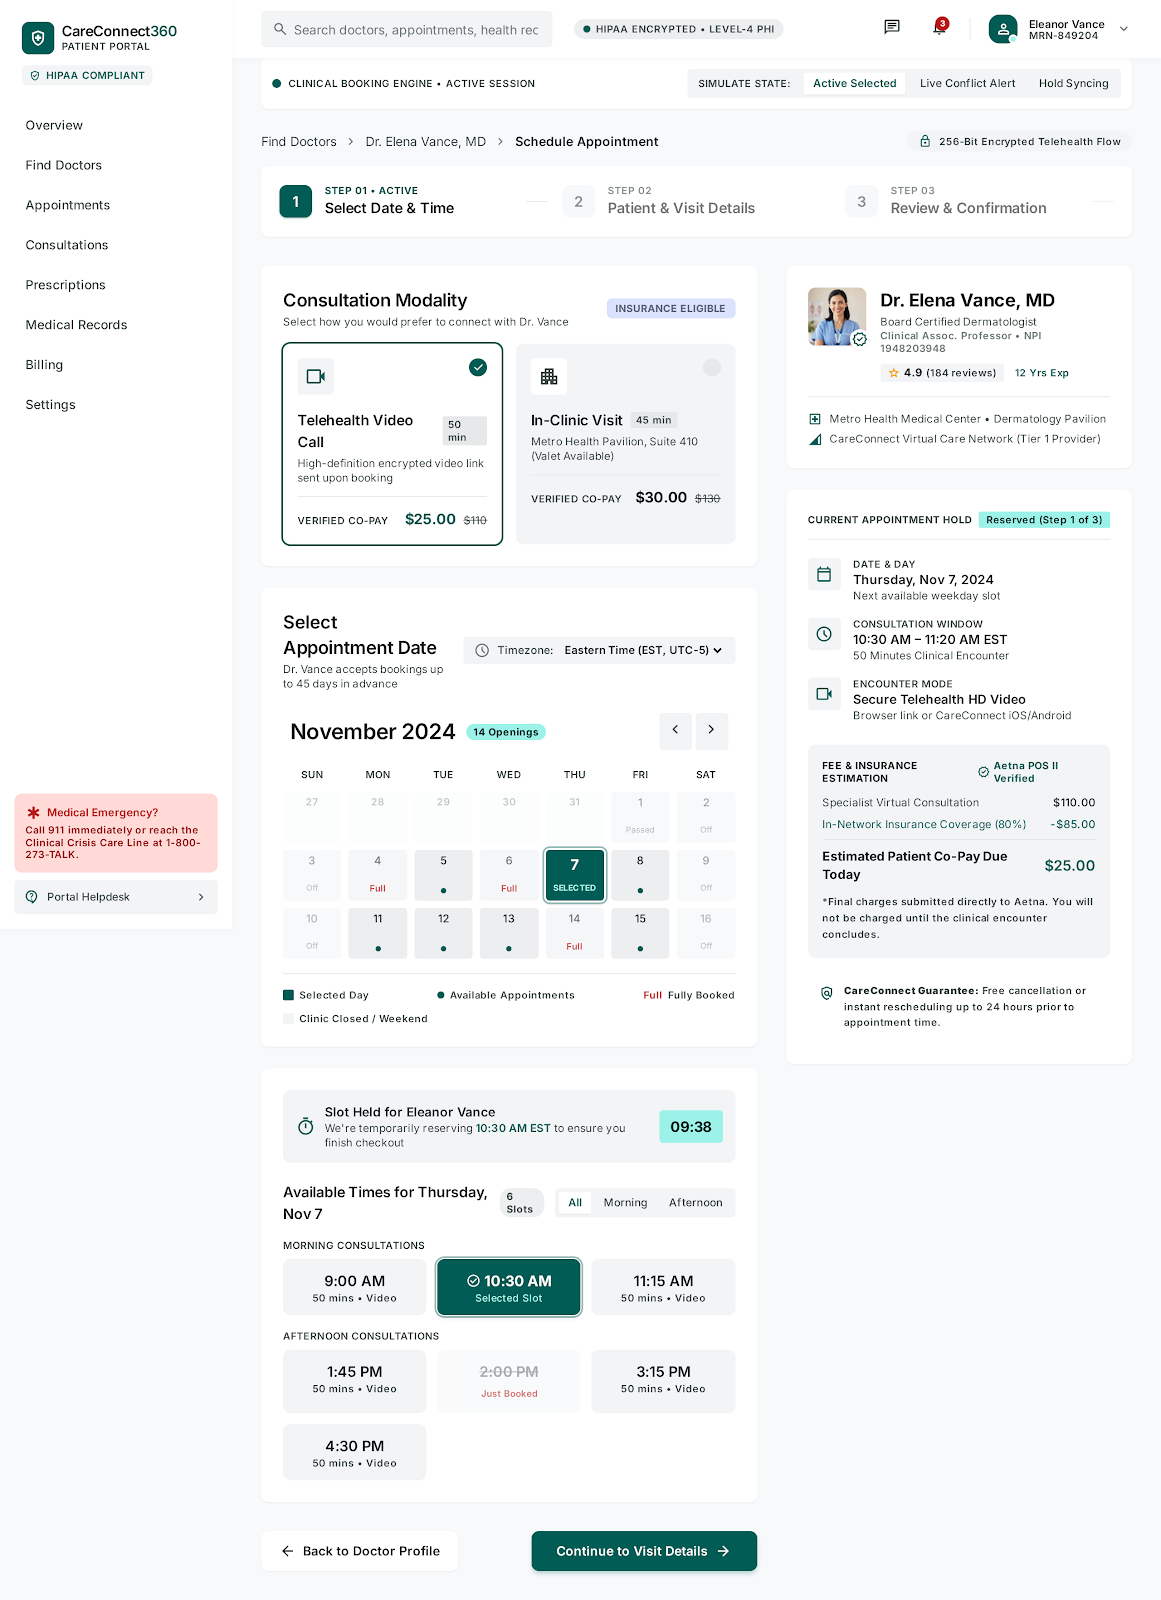 CareConnect360
PATIENT PORTAL
HIPAA COMPLIANT
Overview
Find Doctors
Appointments
Consultations
Prescriptions
Medical Records
Billing
Settings
Medical Emergency?
Call 911 immediately or reach the
Clinical Crisis Care Line at 1-800-
273-TALK.
Portal Helpdesk
Search doctors, appointments, health rec
HIPAA ENCRYPTED • LEVEL-4 PHI
3
Eleanor Vance
MRN-849204
CLINICAL BOOKING ENGINE • ACTIVE SESSION
SIMULATE STATE:
Active Selected
Live Conflict Alert
Hold Syncing
Find Doctors
Dr. Elena Vance, MD
Schedule Appointment
256-Bit Encrypted Telehealth Flow
1
STEP 01 • ACTIVE
Select Date & Time
2
STEP 02
Patient & Visit Details
3
STEP 03
Review & Confirmation
Consultation Modality
Select how you would prefer to connect with Dr. Vance
INSURANCE ELIGIBLE
Telehealth Video
Call
50
min
High-definition encrypted video link
sent upon booking
VERIFIED CO-PAY
$25.00
$110
In-Clinic Visit
45 min
Metro Health Pavilion, Suite 410
(Valet Available)
VERIFIED CO-PAY
$30.00
$130
Select
Appointment Date
Dr. Vance accepts bookings up
to 45 days in advance
Timezone:
Eastern Time (EST, UTC-5)
November 2024
14 Openings
SUN MON TUE WED THU FRI SAT
27 28 29 30 31 1 2
Passed Off
3 4 5 6 7 8 9
Off Full Full SELECTED Off
10 11 12 13 14 15 16
Off Full Off
Selected Day
Available Appointments
Full Fully Booked
Clinic Closed / Weekend
Slot Held for Eleanor Vance
We're temporarily reserving 10:30 AM EST to ensure you
finish checkout
09:38
Available Times for Thursday,
Nov 7
6
Slots
All
Morning
Afternoon
MORNING CONSULTATIONS
9:00 AM
50 mins • Video
10:30 AM
Selected Slot
11:15 AM
50 mins • Video
AFTERNOON CONSULTATIONS
1:45 PM
50 mins • Video
2:00 PM
Just Booked
3:15 PM
50 mins • Video
4:30 PM
50 mins • Video
Back to Doctor Profile
Continue to Visit Details
Dr. Elena Vance, MD
Board Certified Dermatologist
Clinical Assoc. Professor • NPI
1948203948
4.9 (184 reviews)
12 Yrs Exp
Metro Health Medical Center • Dermatology Pavilion
CareConnect Virtual Care Network (Tier 1 Provider)
CURRENT APPOINTMENT HOLD
Reserved (Step 1 of 3)
DATE & DAY
Thursday, Nov 7, 2024
Next available weekday slot
CONSULTATION WINDOW
10:30 AM – 11:20 AM EST
50 Minutes Clinical Encounter
ENCOUNTER MODE
Secure Telehealth HD Video
Browser link or CareConnect iOS/Android
FEE & INSURANCE
ESTIMATION
Aetna POS II
Verified
Specialist Virtual Consultation
$110.00
In-Network Insurance Coverage (80%)
-$85.00
Estimated Patient Co-Pay Due
Today
$25.00
*Final charges submitted directly to Aetna. You will
not be charged until the clinical encounter
concludes.
CareConnect Guarantee: Free cancellation or
instant rescheduling up to 24 hours prior to
appointment time.